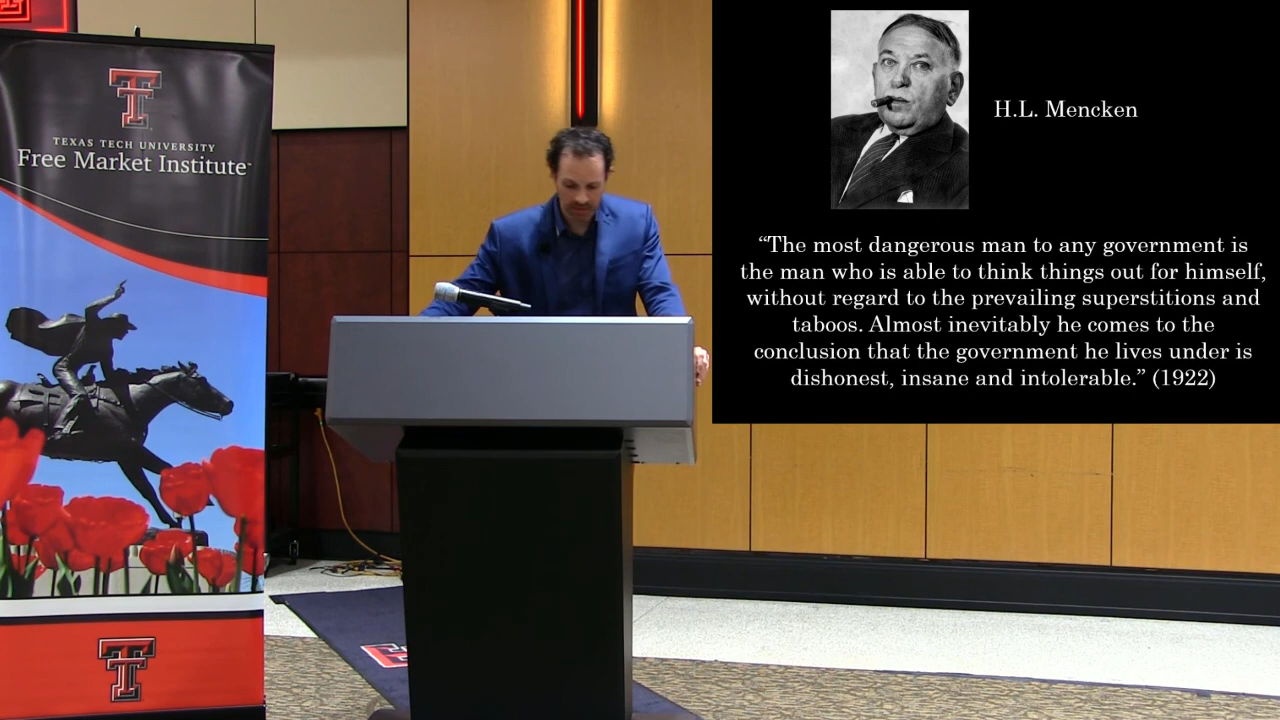 TEXAS TECH UNIVERSITY
Free Market Institute
H.L. Mencken
“The most dangerous man to any government is
the man who is able to think things out for himself,
without regard to the prevailing superstitions and
taboos. Almost inevitably he comes to the
conclusion that the government he lives under is
dishonest, insane and intolerable.” (1922)